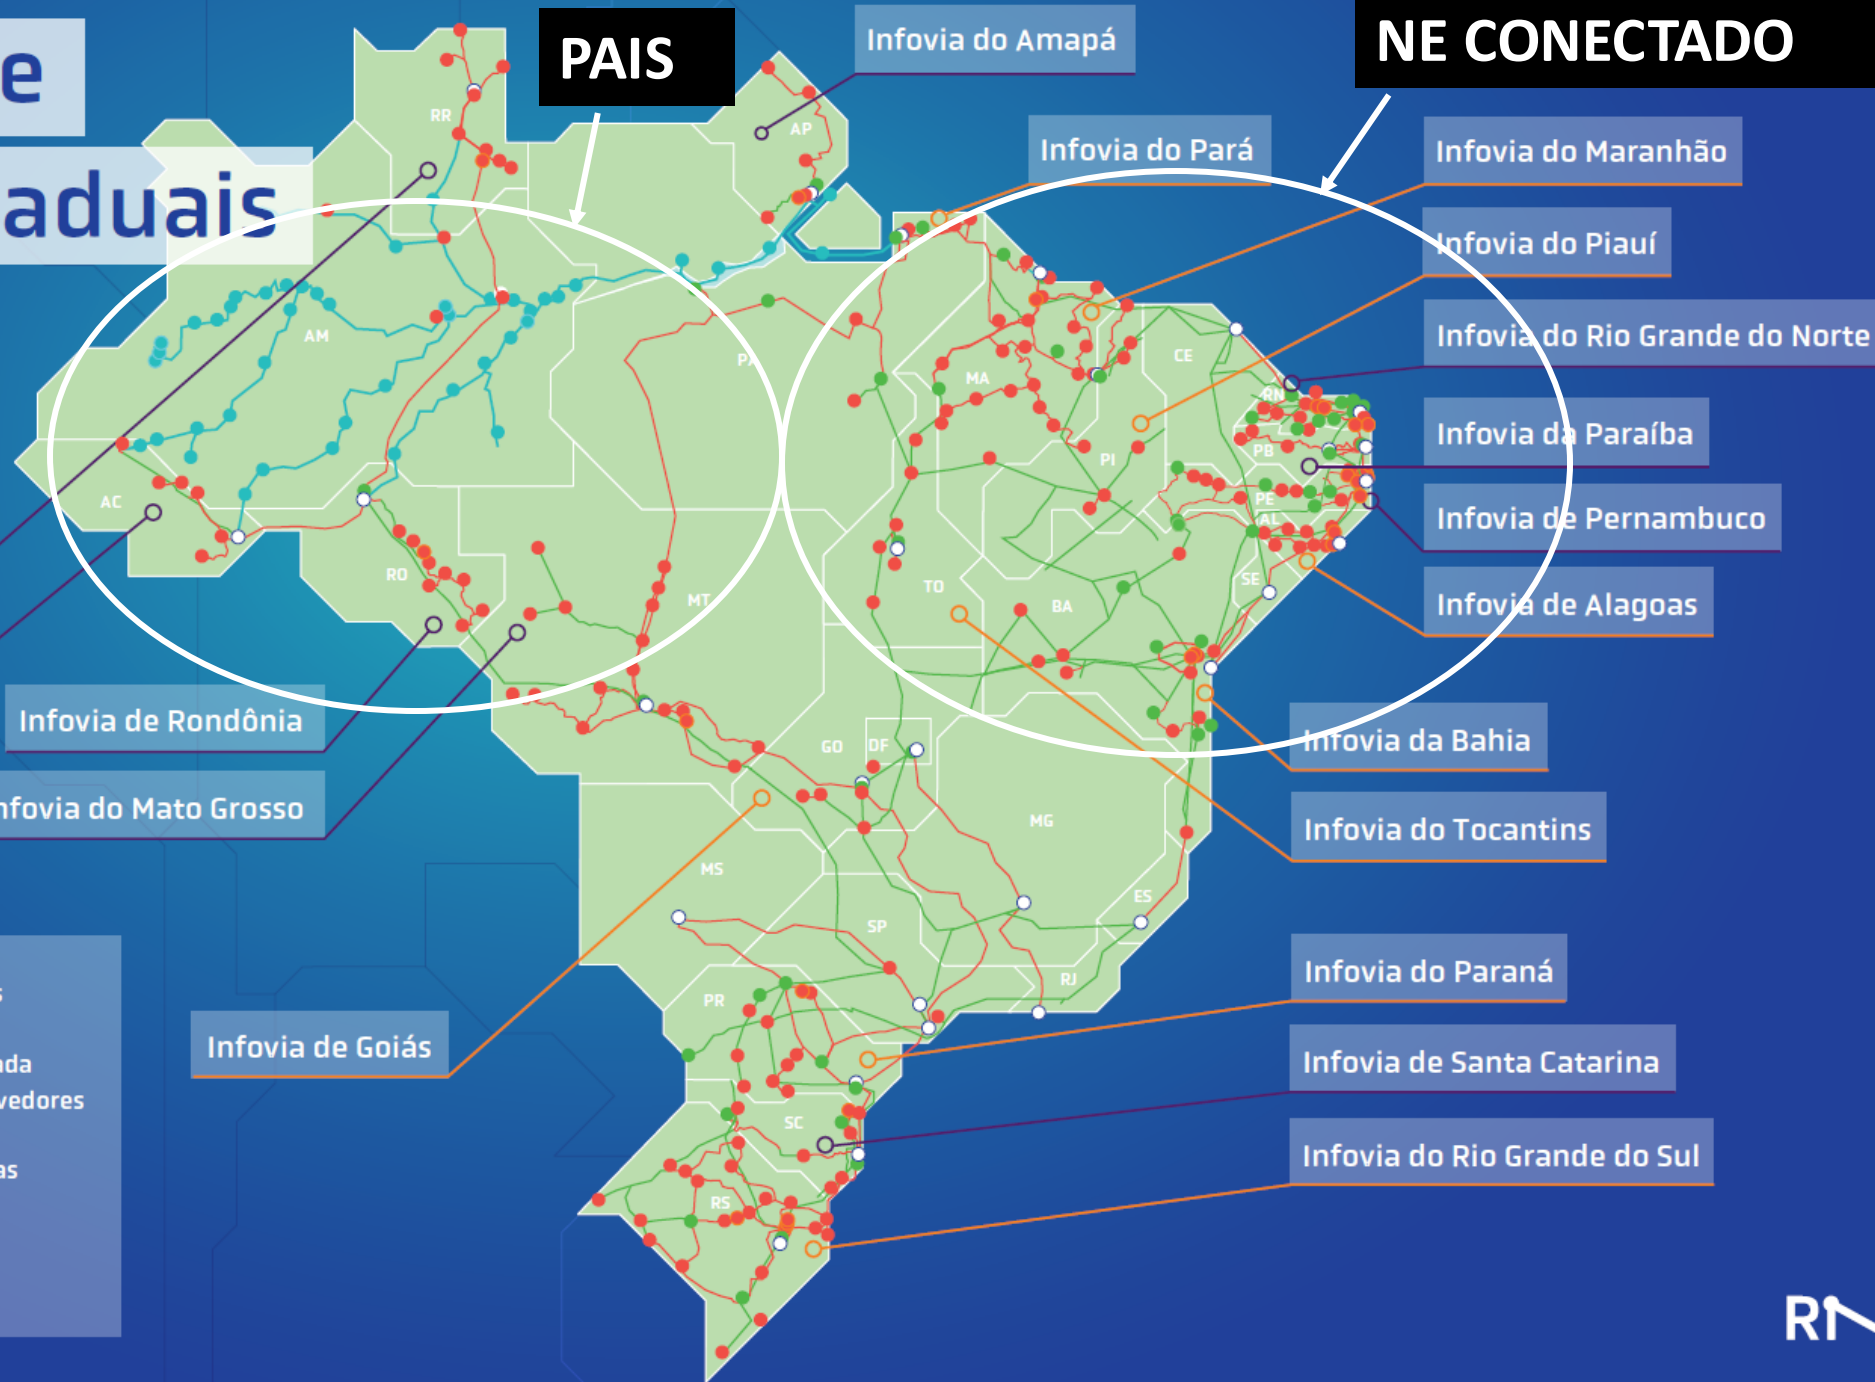 e
aduais
PAIS
NE CONECTADO
Infovia do Amapá
Infovia do Pará
Infovia do Maranhão
Infovia do Piauí
Infovia do Rio Grande do Norte
Infovia da Paraíba
Infovia de Pernambuco
Infovia de Alagoas
Infovia da Bahia
Infovia do Tocantins
Infovia do Paraná
Infovia de Santa Catarina
Infovia do Rio Grande do Sul
Infovia de Rondônia
nfovia do Mato Grosso
Infovia de Goiás
RR
AP
AM
PA
MA
CE
RN
PB
PI
PE
AL
SE
AC
RO
MT
TO
BA
GO
DF
MG
MS
ES
SP
RJ
PR
SC
RS
s
ada
vedores
as
RN